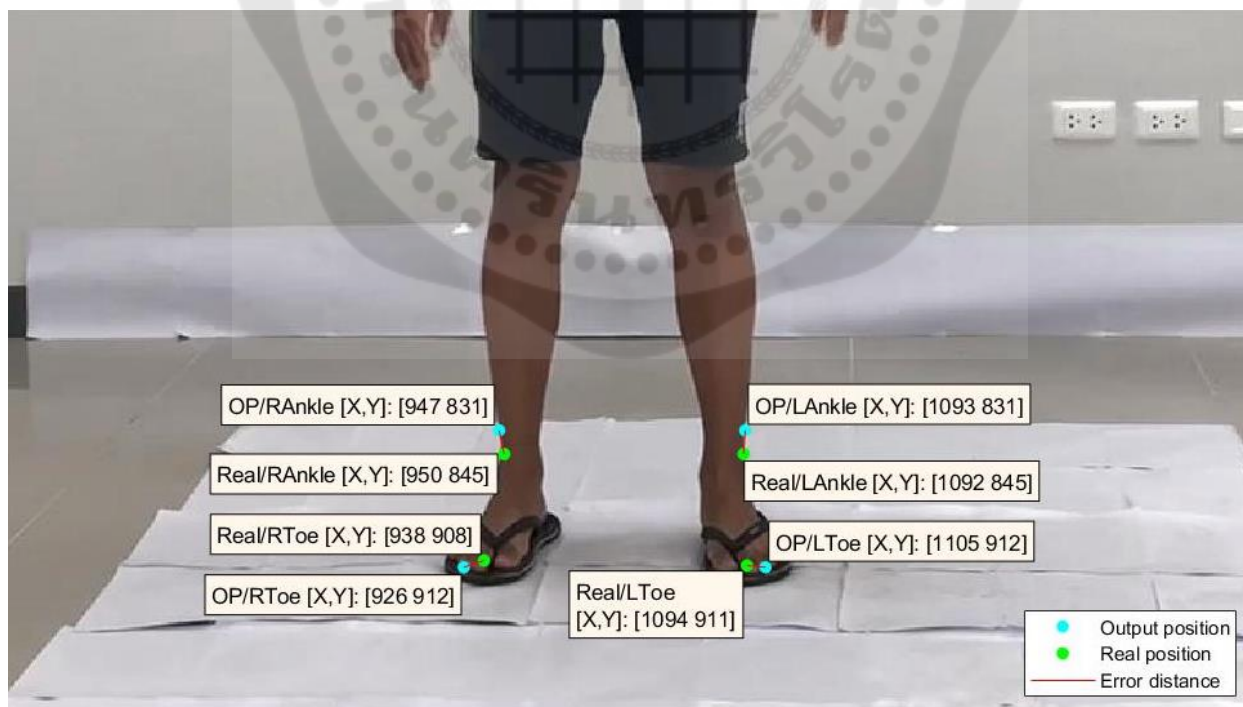 OP/RAnkle [X,Y]: [947 831]
OP/LAnkle [X,Y]: [1093 831]
Real/RAnkle [X,Y]: [950 845]
Real/LAnkle [X,Y]: [1092 845]
Real/RToe [X,Y]: [938 908]
OP/LToe [X,Y]: [1105 912]
OP/RToe [X,Y]: [926 912]
Real/LToe
[X,Y]: [1094 911]
Output position
Real position
Error distance